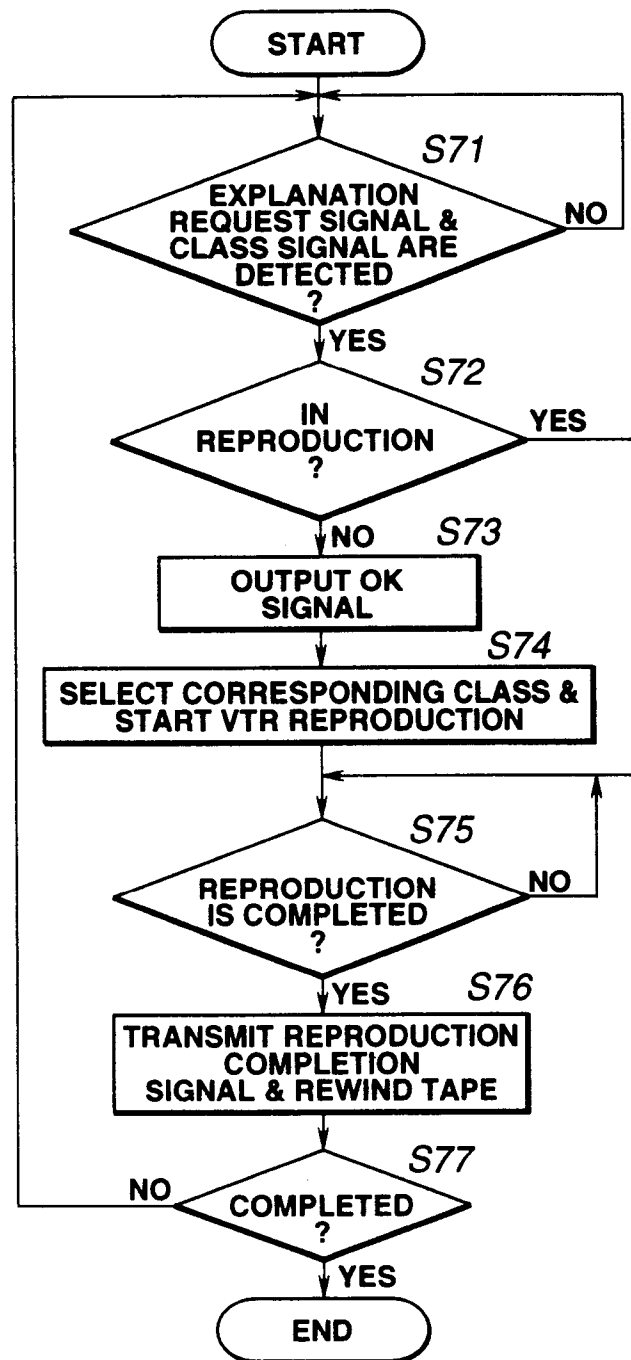 START
S71
EXPLANATION
REQUEST SIGNAL &
CLASS SIGNAL ARE
DETECTED
?
NO
YES
S72
IN
REPRODUCTION
?
YES
NO
S73
OUTPUT OK
SIGNAL
S74
SELECT CORRESPONDING CLASS &
START VTR REPRODUCTION
S75
REPRODUCTION
IS COMPLETED
?
NO
YES
S76
TRANSMIT REPRODUCTION
COMPLETION
SIGNAL & REWIND TAPE
S77
NO
COMPLETED
?
YES
END